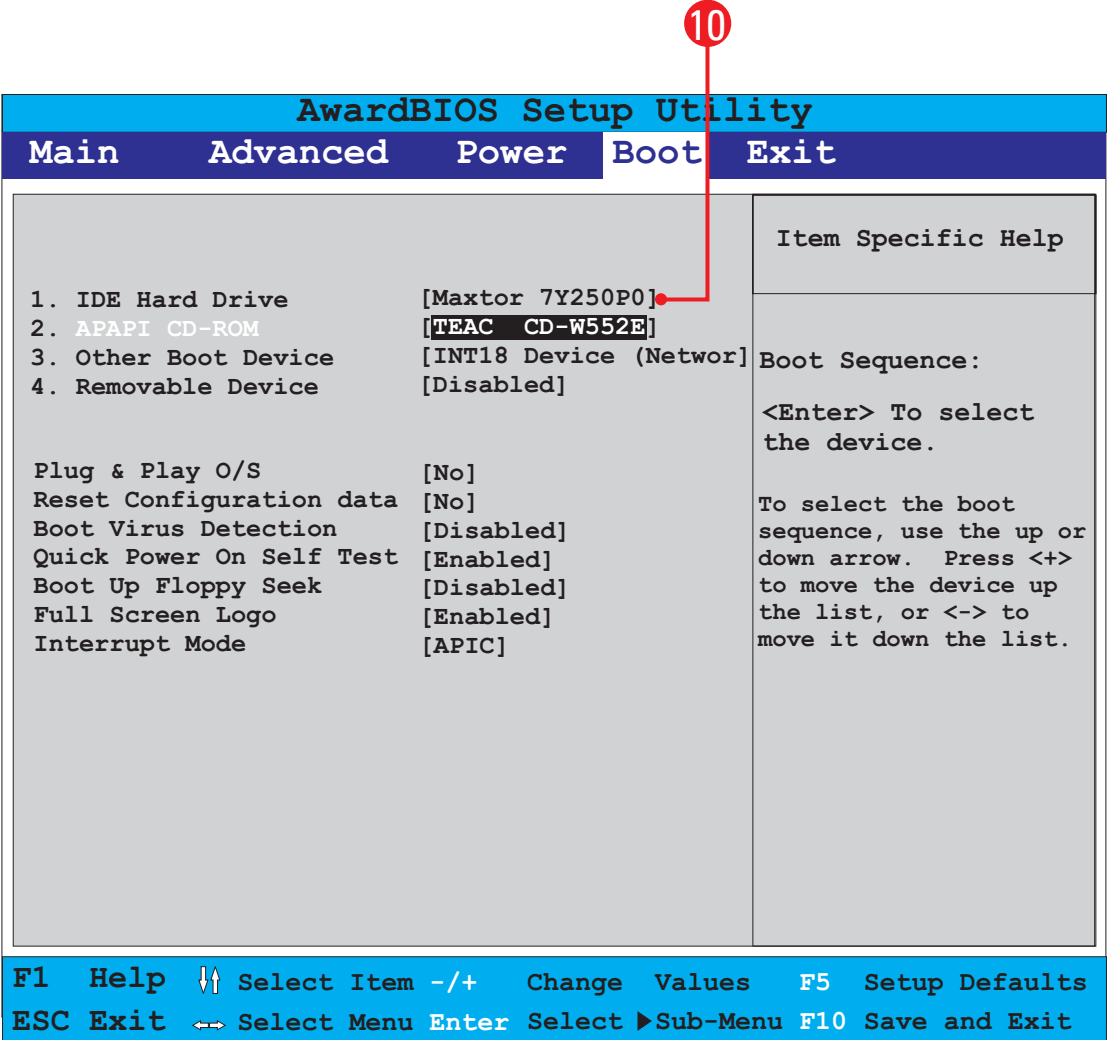 10
AwardBIOS Setup Utility
Main Advanced Power Boot Exit
Item Specific Help
1. IDE Hard Drive [Maxtor 7Y250P0]
2. APAPI CD-ROM [TEAC CD-W552E]
3. Other Boot Device [INT18 Device (Networ]
4. Removable Device [Disabled]
Plug & Play O/S [No]
Reset Configuration data [No]
Boot Virus Detection [Disabled]
Quick Power On Self Test [Enabled]
Boot Up Floppy Seek [Disabled]
Full Screen Logo [Enabled]
Interrupt Mode [APIC]
Boot Sequence:
<Enter> To select
the device.
To select the boot
sequence, use the up or
down arrow. Press <+>
to move the device up
the list, or <-> to
move it down the list.
F1 Help Select Item -/+ Change Values F5 Setup Defaults
ESC Exit Select Menu Enter Select Sub-Menu F10 Save and Exit